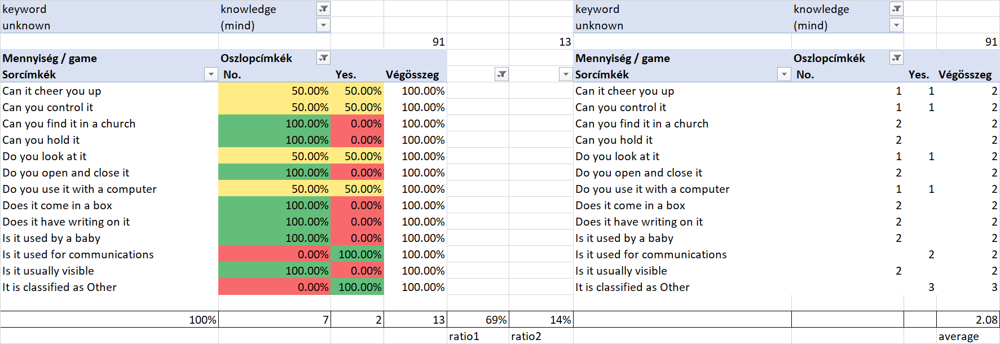 keyword knowledge keyword knowledge
unknown (mind) unknown (mind)
91 13 91
Mennyiség / game Oszlopcímkék Mennyiség / game Oszlopcímkék
Sorcímkék No. Yes. Végösszeg Sorcímkék No. Yes. Végösszeg
Can it cheer you up 50.00% 50.00% 100.00% Can it cheer you up 1 1 2
Can you control it 50.00% 50.00% 100.00% Can you control it 1 1 2
Can you find it in a church 100.00% 0.00% 100.00% Can you find it in a church 2 2
Can you hold it 100.00% 0.00% 100.00% Can you hold it 2 2
Do you look at it 50.00% 50.00% 100.00% Do you look at it 1 1 2
Do you open and close it 100.00% 0.00% 100.00% Do you open and close it 2 2
Do you use it with a computer 50.00% 50.00% 100.00% Do you use it with a computer 1 1 2
Does it come in a box 100.00% 0.00% 100.00% Does it come in a box 2 2
Does it have writing on it 100.00% 0.00% 100.00% Does it have writing on it 2 2
Is it used by a baby 100.00% 0.00% 100.00% Is it used by a baby 2 2
Is it used for communications 0.00% 100.00% 100.00% Is it used for communications 2 2
Is it usually visible 100.00% 0.00% 100.00% Is it usually visible 2 2
It is classified as Other 0.00% 100.00% 100.00% It is classified as Other 3 3
100% 7 2 13 69% 14% 2.08
ratio1 ratio2 average